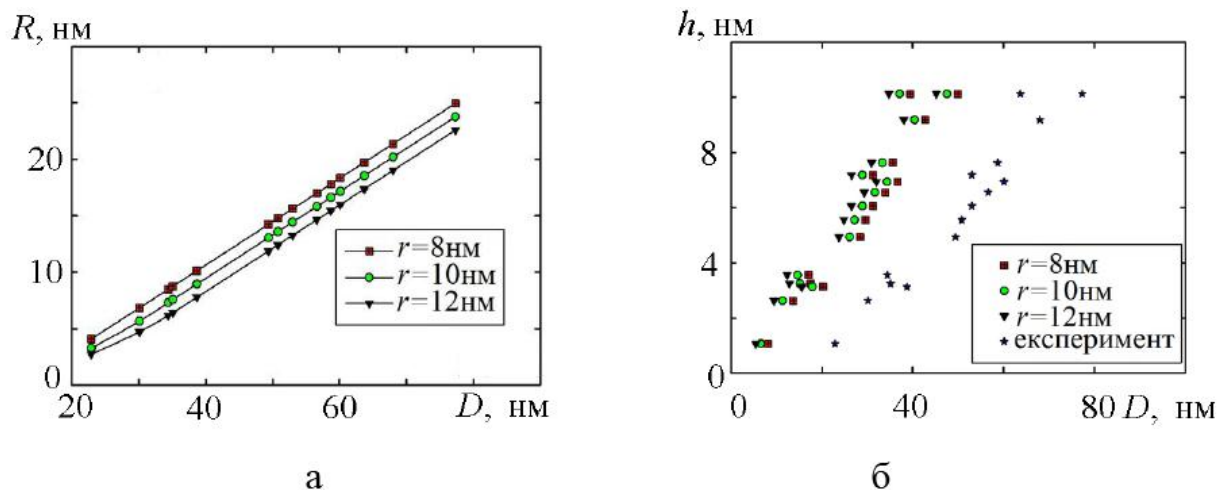 R, нм
20
10
0
20
40
60
D, нм
r=8нм
r=10нм
r=12нм
а
h, нм
8
4
0
0
40
80 D, нм
r=8нм
r=10нм
r=12нм
експеримент
б